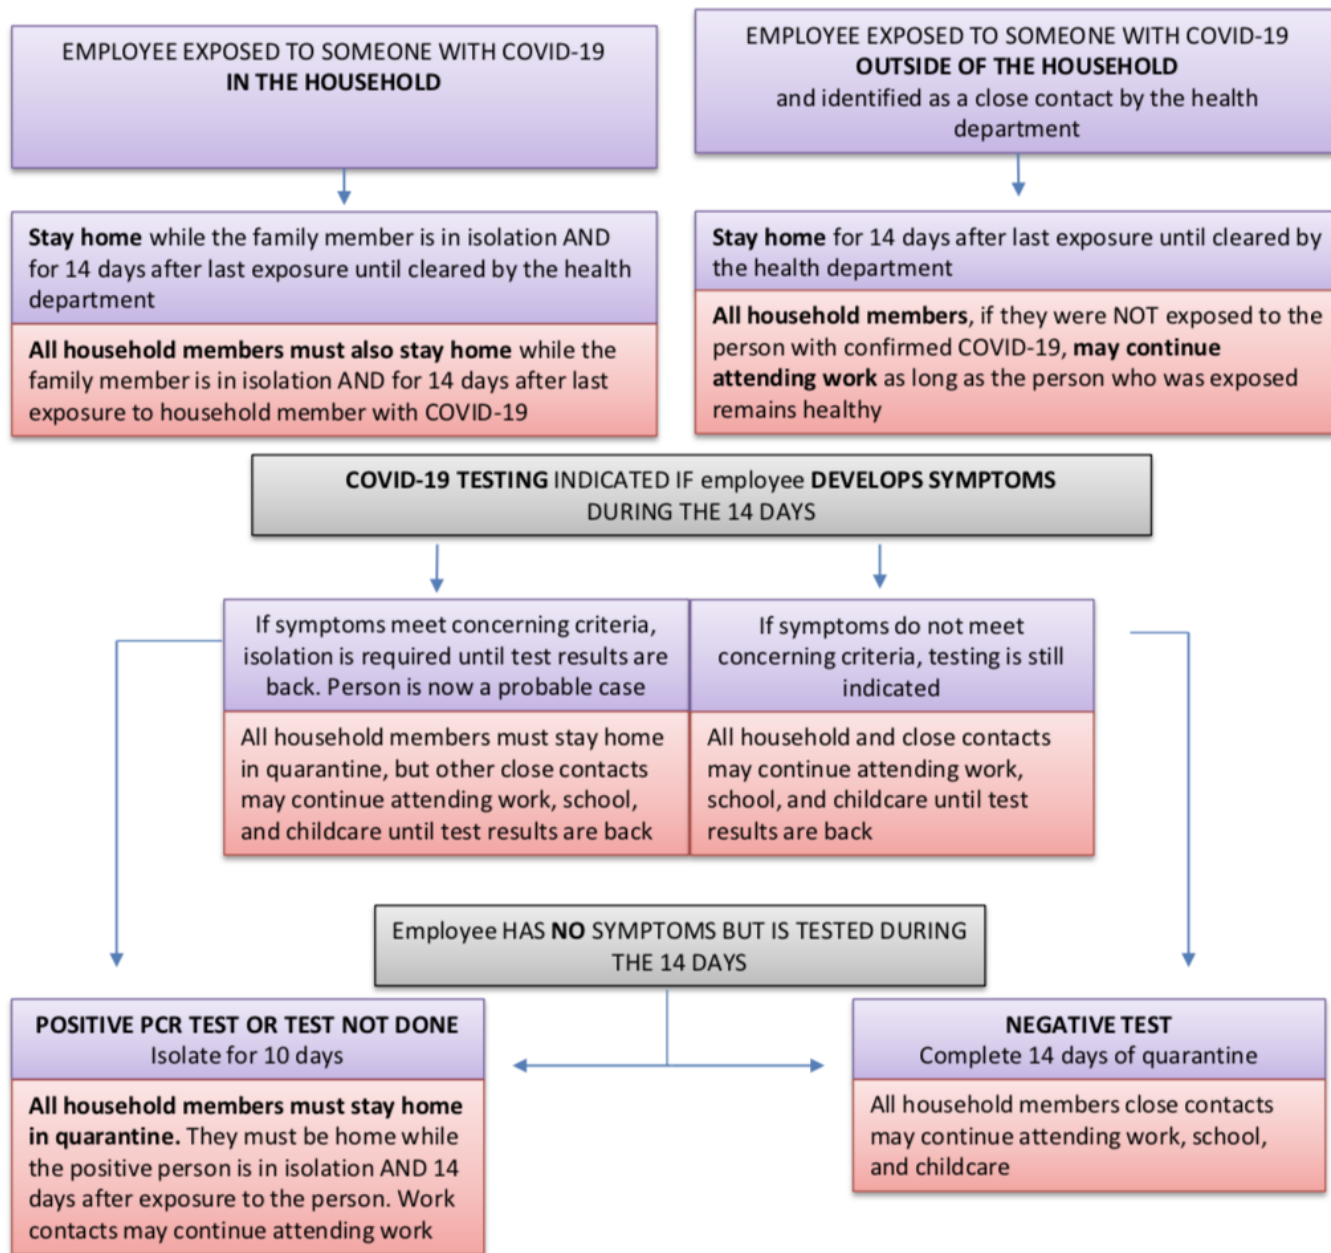 EMPLOYEE EXPOSED TO SOMEONE WITH COVID-19
IN THE HOUSEHOLD
EMPLOYEE EXPOSED TO SOMEONE WITH COVID-19
OUTSIDE OF THE HOUSEHOLD
and identified as a close contact by the health
department
Stay home while the family member is in isolation AND
for 14 days after last exposure until cleared by the health
department
All household members must also stay home while the
family member is in isolation AND for 14 days after last
exposure to household member with COVID-19
Stay home for 14 days after last exposure until cleared by
the health department
All household members, if they were NOT exposed to the
person with confirmed COVID-19, may continue
attending work as long as the person who was exposed
remains healthy
COVID-19 TESTING INDICATED IF employee DEVELOPS SYMPTOMS
DURING THE 14 DAYS
If symptoms meet concerning criteria,
isolation is required until test results are
back. Person is now a probable case
All household members must stay home
in quarantine, but other close contacts
may continue attending work, school,
and childcare until test results are back
If symptoms do not meet
concerning criteria, testing is still
indicated
All household and close contacts
may continue attending work,
school, and childcare until test
results are back
Employee HAS NO SYMPTOMS BUT IS TESTED DURING
THE 14 DAYS
POSITIVE PCR TEST OR TEST NOT DONE
Isolate for 10 days
All household members must stay home
in quarantine. They must be home while
the positive person is in isolation AND 14
days after exposure to the person. Work
contacts may continue attending work
NEGATIVE TEST
Complete 14 days of quarantine
All household members close contacts
may continue attending work, school,
and childcare